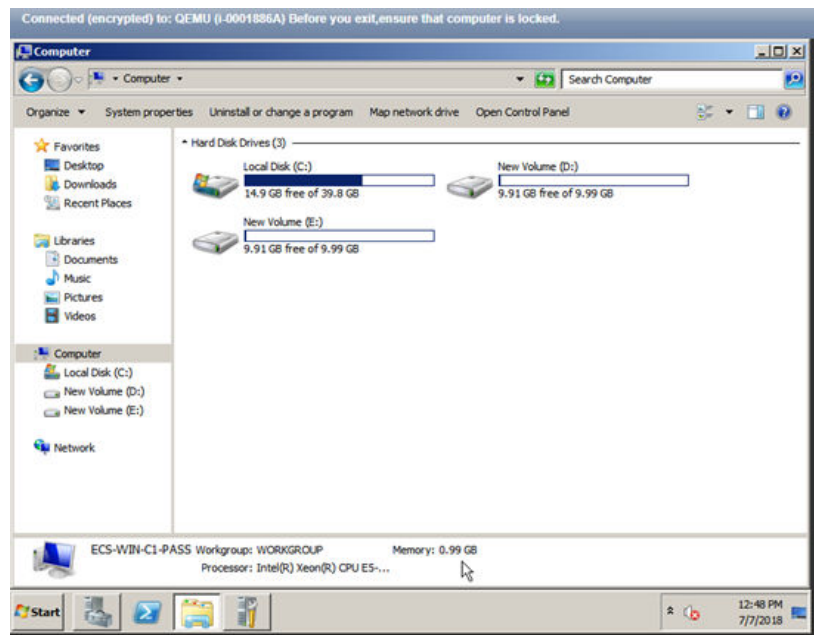 Connected (encrypted) to: QEMU (i-0001886A) Before you exit,ensure that computer is locked.
Computer
Computer
Search Computer
Organize
System properties
Uninstall or change a program
Map network drive
Open Control Panel
Favorites
Desktop
Downloads
Recent Places
Libraries
Documents
Music
Pictures
Videos
Computer
Local Disk (C:)
New Volume (D:)
New Volume (E:)
Network
Hard Disk Drives (3)
Local Disk (C:)
14.9 GB free of 39.8 GB
New Volume (D:)
9.91 GB free of 9.99 GB
New Volume (E:)
9.91 GB free of 9.99 GB
ECS-WIN-C1-PASS Workgroup: WORKGROUP Memory: 0.99 GB
Processor: Intel(R) Xeon(R) CPU E5-...
Start
12:48 PM
7/7/2018